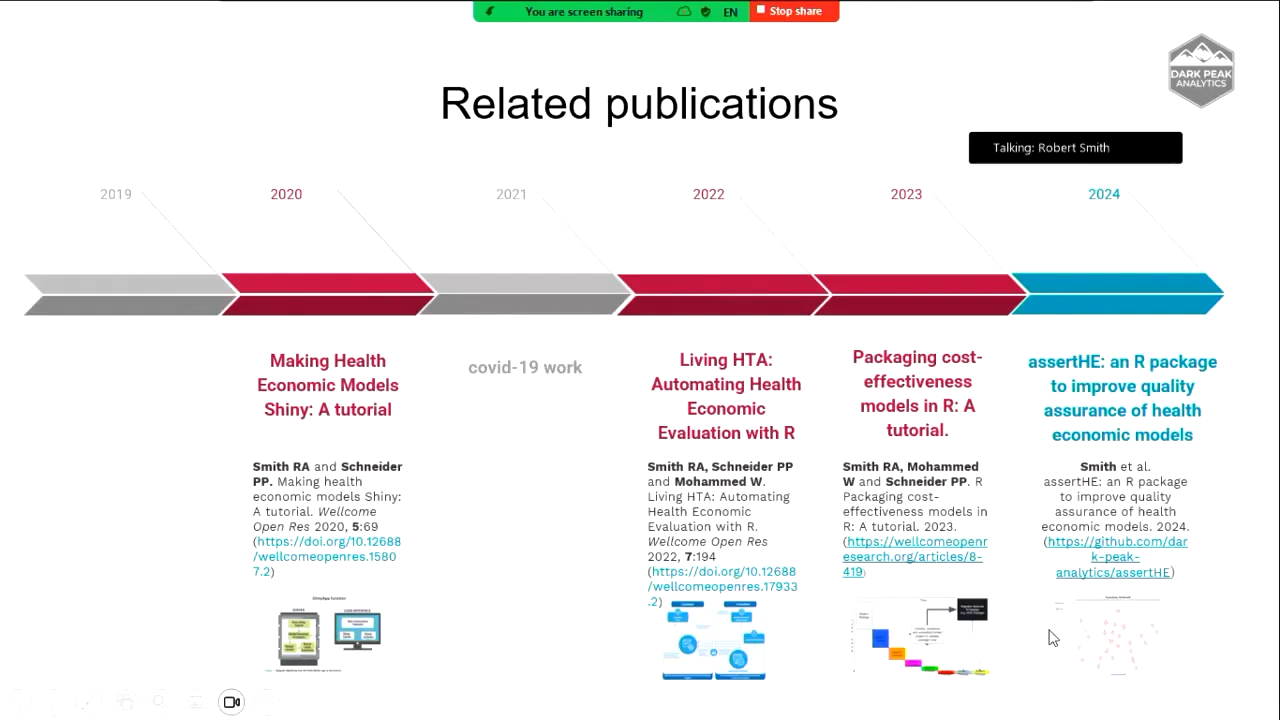 You are screen sharing
EN
Stop share
DARK PEAK
ANALYTICS
Related publications
Talking: Robert Smith
2019
2020
2021
2022
2023
2024
Making Health
Economic Models
Shiny: A tutorial
Smith RA and Schneider
PP. Making health
economic models Shiny:
A tutorial. Wellcome
Open Res 2020, 5:69
(https://doi.org/10.12688
/wellcomeopenres.1580
7.2)
covid-19 work
Living HTA:
Automating Health
Economic
Evaluation with R
Smith RA, Schneider PP
and Mohammed W.
Living HTA: Automating
Health Economic
Evaluation with R.
Wellcome Open Res
2022, 7:194
(https://doi.org/10.12688
/wellcomeopenres.17933
.2)
Packaging cost-
effectiveness
models in R: A
tutorial.
Smith RA, Mohammed
W and Schneider PP. R
Packaging cost-
effectiveness models in
R: A tutorial. 2023.
(https://wellcomeopenr
esearch.org/articles/8-
419)
assertHE: an R package
to improve quality
assurance of health
economic models
Smith et al.
assertHE: an R package
to improve quality
assurance of health
economic models. 2024.
(https://github.com/dar
k-peak-
analytics/assertHE)